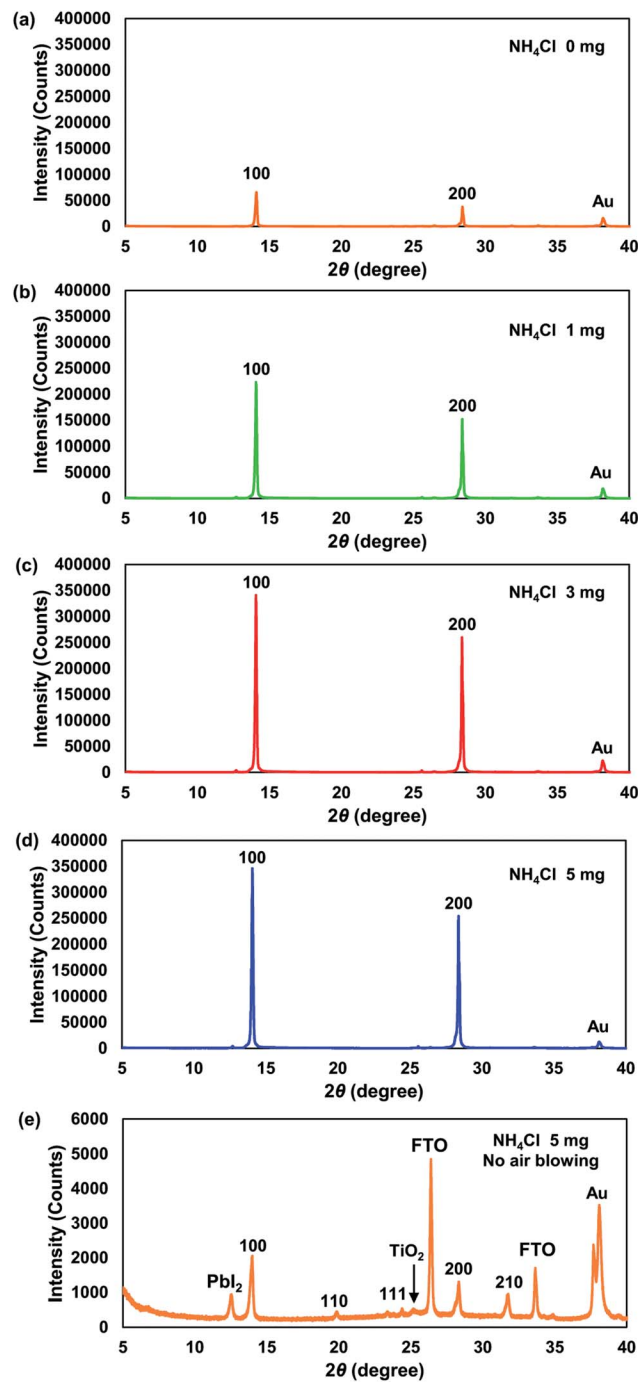 (a)
400000
350000
300000
250000
200000
150000
100000
50000
0
Intensity (Counts)
NH₄Cl 0 mg
100
200
Au
5 10 15 20 25 30 35 40
2θ (degree)
(b)
400000
350000
300000
250000
200000
150000
100000
50000
0
Intensity (Counts)
NH₄Cl 1 mg
100
200
Au
5 10 15 20 25 30 35 40
2θ (degree)
(c)
400000
350000
300000
250000
200000
150000
100000
50000
0
Intensity (Counts)
NH₄Cl 3 mg
100
200
Au
5 10 15 20 25 30 35 40
2θ (degree)
(d)
400000
350000
300000
250000
200000
150000
100000
50000
0
Intensity (Counts)
NH₄Cl 5 mg
100
200
Au
5 10 15 20 25 30 35 40
2θ (degree)
(e)
6000
5000
4000
3000
2000
1000
0
Intensity (Counts)
NH₄Cl 5 mg
No air blowing
PbI₂
100
110
111
TiO₂
FTO
200
210
FTO
Au
5 10 15 20 25 30 35 40
2θ (degree)